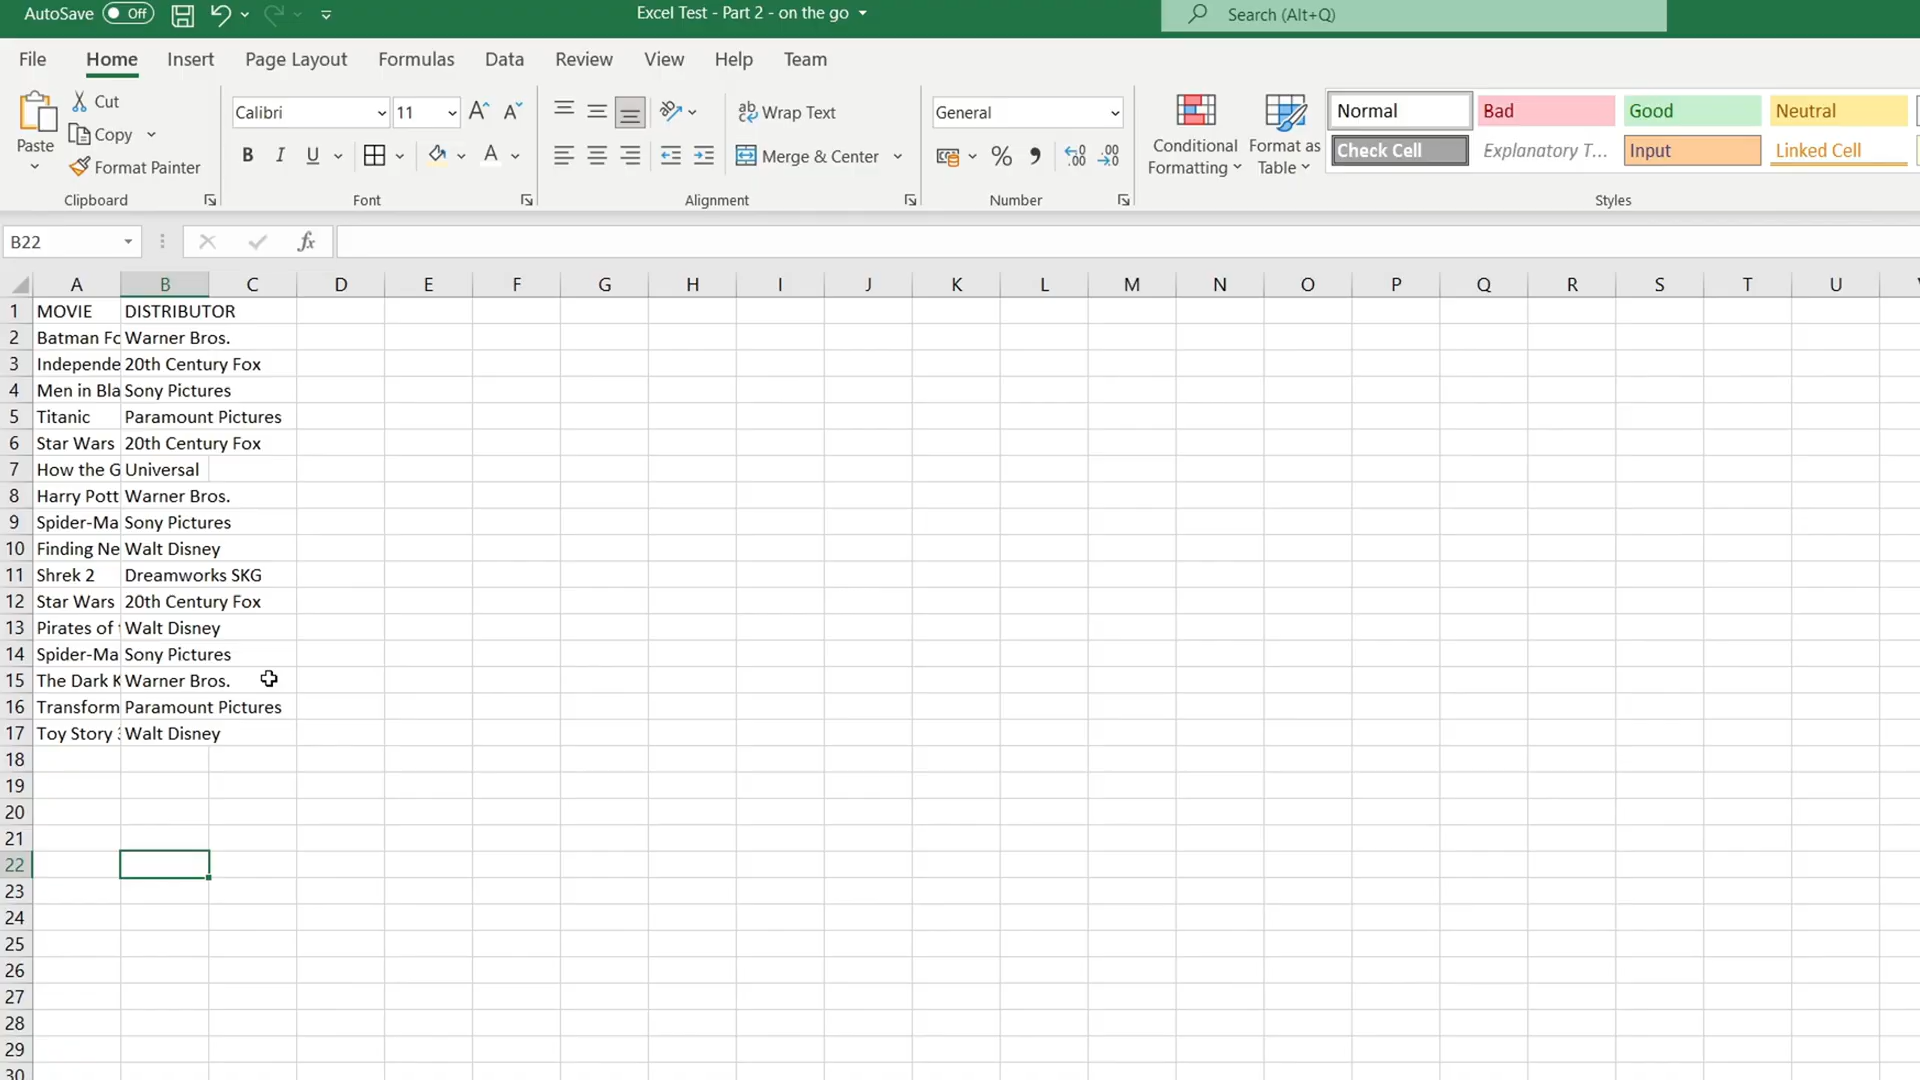 AutoSave Off Excel Test - Part 2 - on the go Search (Alt+Q)
File Home Insert Page Layout Formulas Data Review View Help Team
Paste Cut Copy Format Painter Clipboard
Calibri 11 B I U A Font
Wrap Text Merge & Center Alignment
General % Number
Conditional Formatting Format as Table
Normal Bad Good Neutral
Check Cell Explanatory T... Input Linked Cell
Styles
B22 fx
A B C D E F G H I J K L M N O P Q R S T U
1 MOVIE DISTRIBUTOR
2 Batman Fo Warner Bros.
3 Independe 20th Century Fox
4 Men in Bla Sony Pictures
5 Titanic Paramount Pictures
6 Star Wars 20th Century Fox
7 How the G Universal
8 Harry Pott Warner Bros.
9 Spider-Ma Sony Pictures
10 Finding Ne Walt Disney
11 Shrek 2 Dreamworks SKG
12 Star Wars 20th Century Fox
13 Pirates of Walt Disney
14 Spider-Ma Sony Pictures
15 The Dark K Warner Bros.
16 Transform Paramount Pictures
17 Toy Story Walt Disney
18
19
20
21
22
23
24
25
26
27
28
29
30